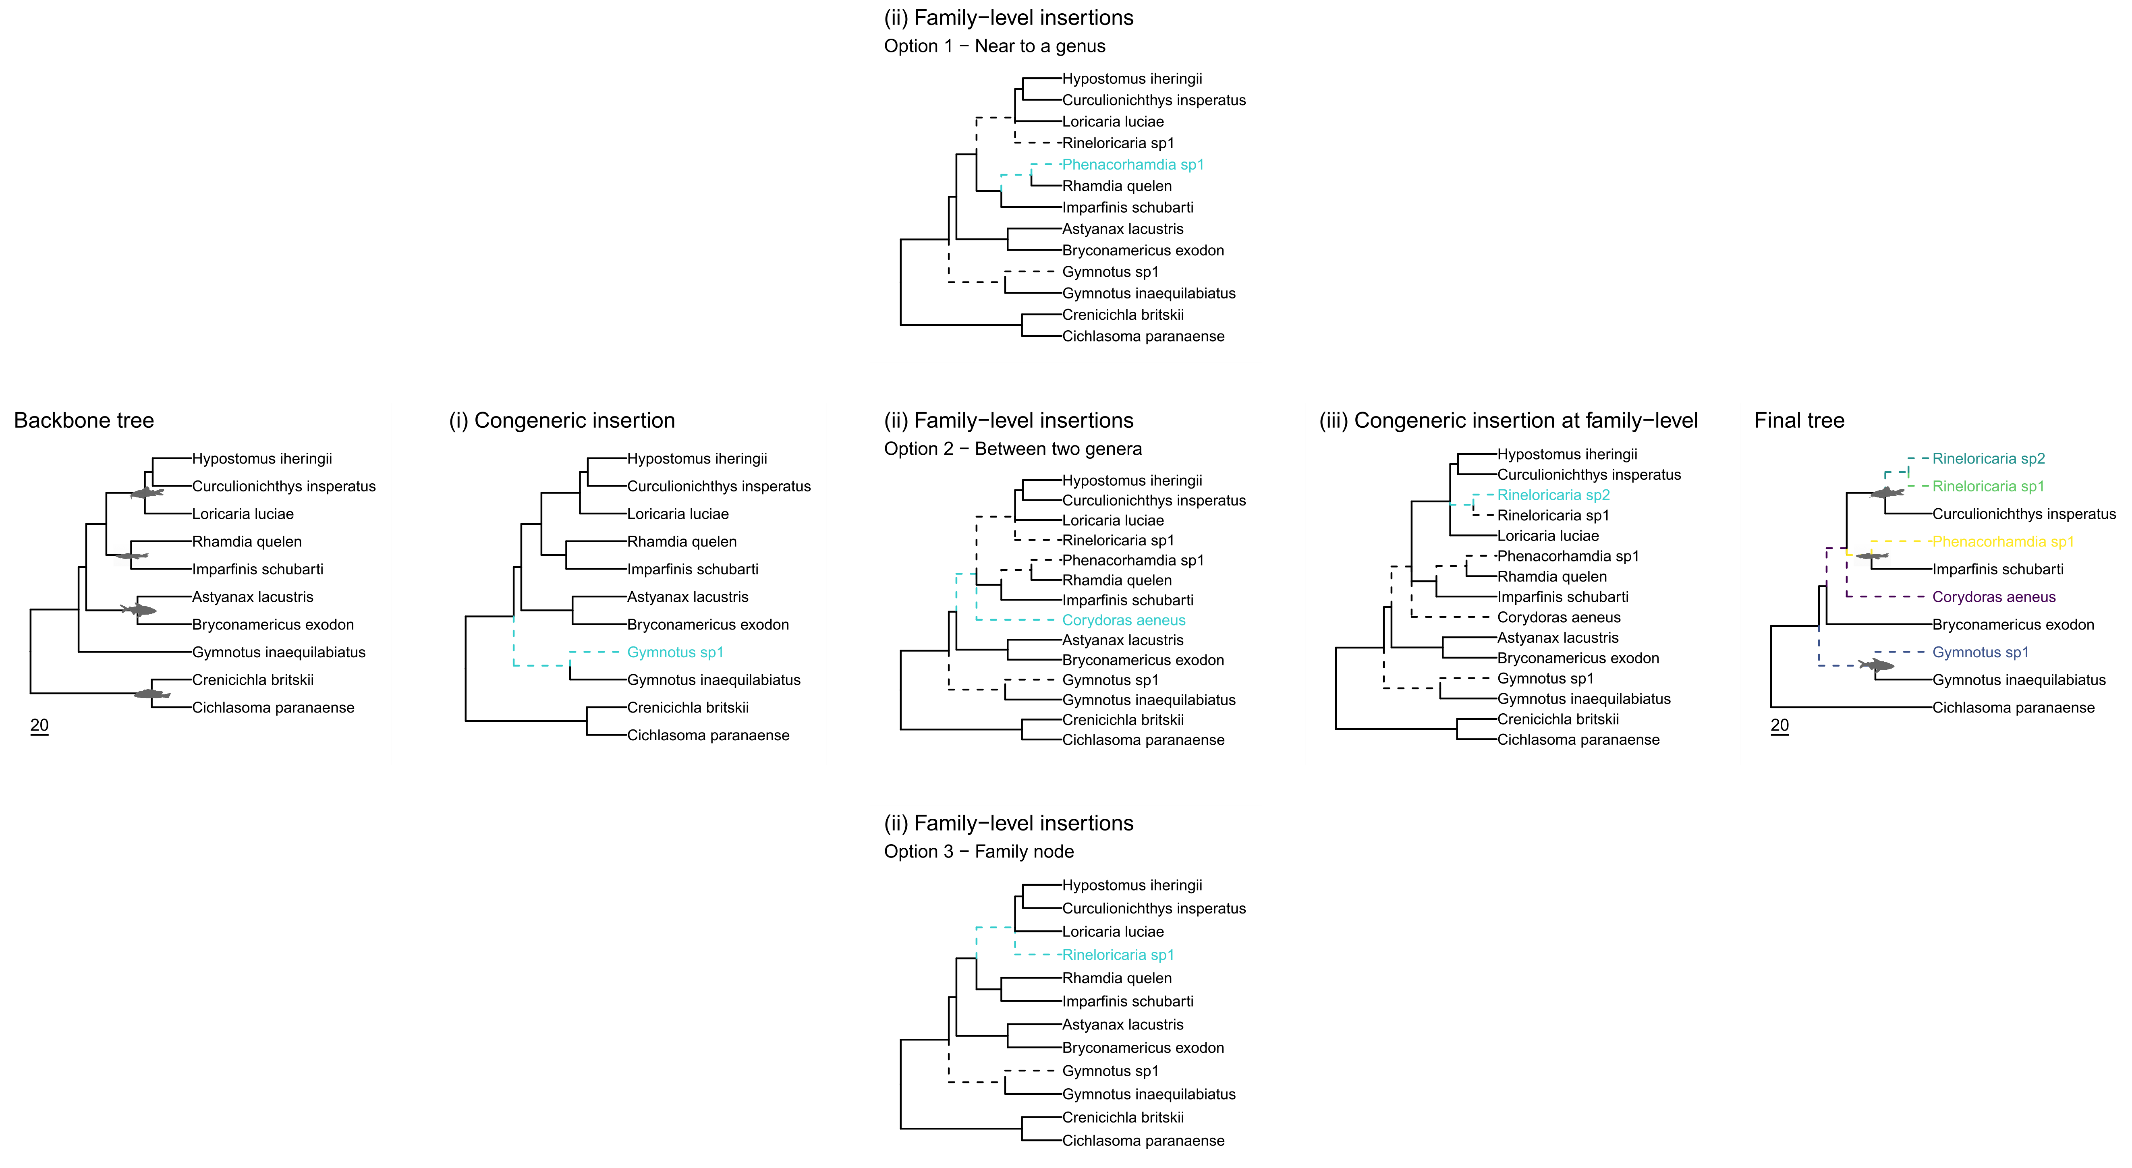 (ii) Family−level insertions
Option 1 − Near to a genus
Hypostomus iheringii
Curculionichthys insperatus
Loricaria luciae
Rineloricaria sp1
Phenacorhamdia sp1
Rhamdia quelen
Imparfinis schubarti
Astyanax lacustris
Bryconamericus exodon
Gymnotus sp1
Gymnotus inaequilabiatus
Crenicichla britskii
Cichlasoma paranaense
Backbone tree
Hypostomus iheringii
Curculionichthys insperatus
Loricaria luciae
Rhamdia quelen
Imparfinis schubarti
Astyanax lacustris
Bryconamericus exodon
Gymnotus inaequilabiatus
Crenicichla britskii
Cichlasoma paranaense
20
(i) Congeneric insertion
Hypostomus iheringii
Curculionichthys insperatus
Loricaria luciae
Rhamdia quelen
Imparfinis schubarti
Astyanax lacustris
Bryconamericus exodon
Gymnotus sp1
Gymnotus inaequilabiatus
Crenicichla britskii
Cichlasoma paranaense
(ii) Family−level insertions
Option 2 − Between two genera
Hypostomus iheringii
Curculionichthys insperatus
Loricaria luciae
Rineloricaria sp1
Phenacorhamdia sp1
Rhamdia quelen
Imparfinis schubarti
Corydoras aeneus
Astyanax lacustris
Bryconamericus exodon
Gymnotus sp1
Gymnotus inaequilabiatus
Crenicichla britskii
Cichlasoma paranaense
(iii) Congeneric insertion at family−level
Hypostomus iheringii
Curculionichthys insperatus
Rineloricaria sp2
Rineloricaria sp1
Loricaria luciae
Phenacorhamdia sp1
Rhamdia quelen
Imparfinis schubarti
Corydoras aeneus
Astyanax lacustris
Bryconamericus exodon
Gymnotus sp1
Gymnotus inaequilabiatus
Crenicichla britskii
Cichlasoma paranaense
Final tree
Rineloricaria sp2
Rineloricaria sp1
Curculionichthys insperatus
Phenacorhamdia sp1
Imparfinis schubarti
Corydoras aeneus
Bryconamericus exodon
Gymnotus sp1
Gymnotus inaequilabiatus
Cichlasoma paranaense
20
(ii) Family−level insertions
Option 3 − Family node
Hypostomus iheringii
Curculionichthys insperatus
Loricaria luciae
Rineloricaria sp1
Rhamdia quelen
Imparfinis schubarti
Astyanax lacustris
Bryconamericus exodon
Gymnotus sp1
Gymnotus inaequilabiatus
Crenicichla britskii
Cichlasoma paranaense